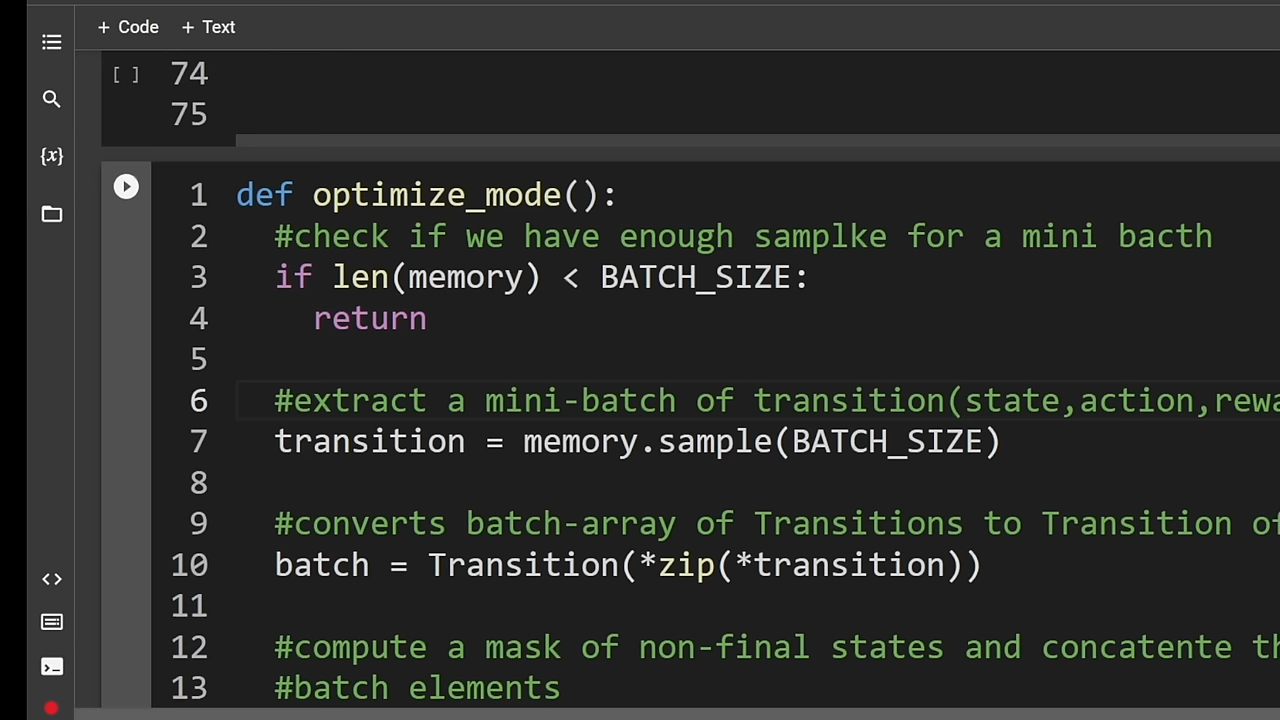 + Code + Text
[ ] 74
75
1 def optimize_mode():
2 #check if we have enough samplke for a mini bacth
3 if len(memory) < BATCH_SIZE:
4 return
5
6 #extract a mini-batch of transition(state,action,rewa
7 transition = memory.sample(BATCH_SIZE)
8
9 #converts batch-array of Transitions to Transition of
10 batch = Transition(*zip(*transition))
11
12 #compute a mask of non-final states and concatente th
13 #batch elements
{x}